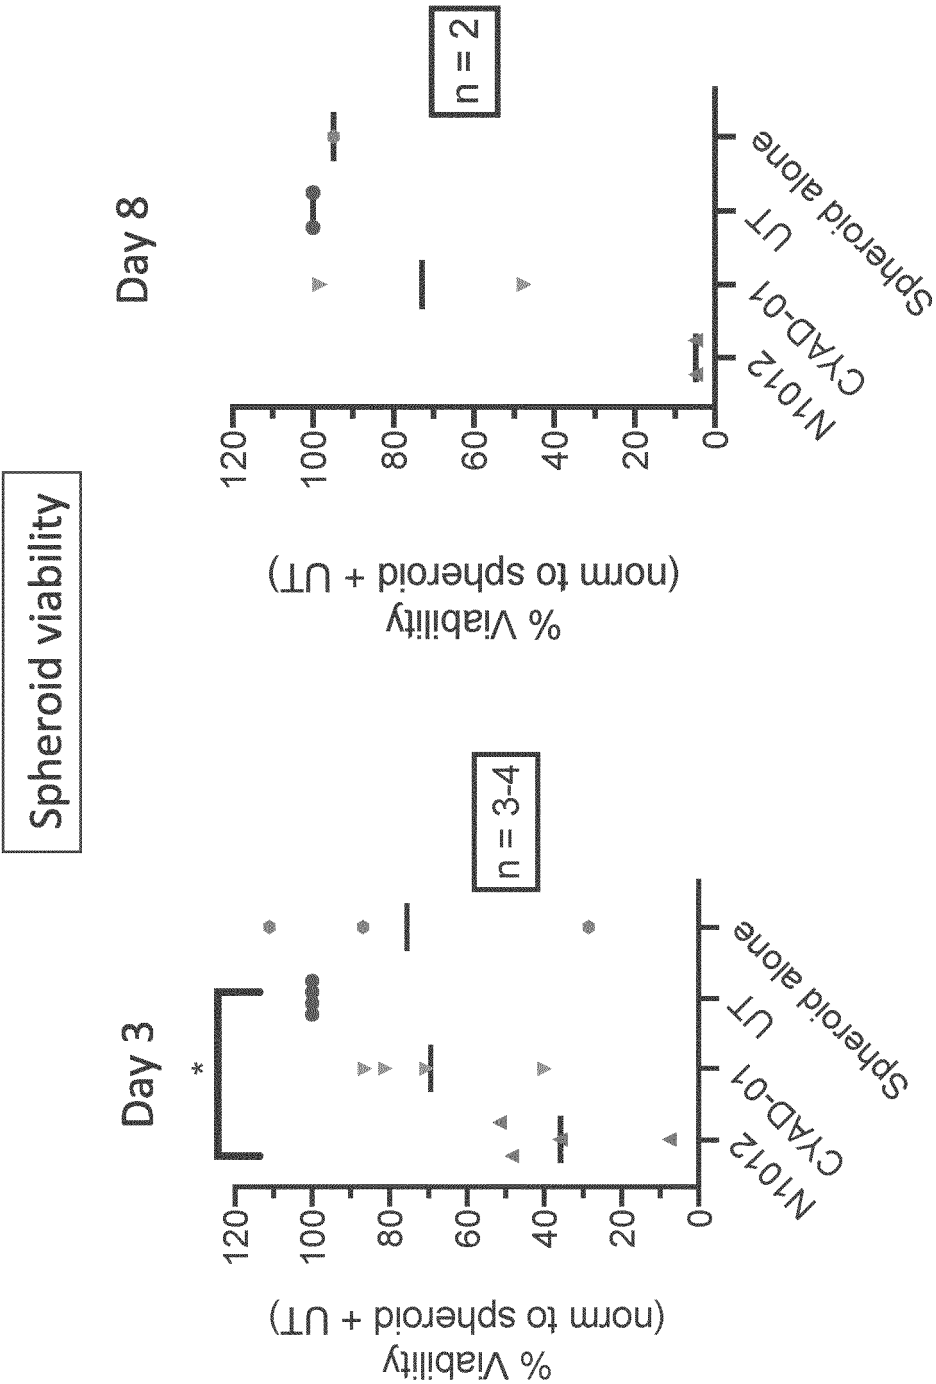 Spheroid viability
Day 3
*
% Viability
(norm to spheroid + UT)
120
100
80
60
40
20
0
n = 3-4
N1012
CYAD-01
UT
Spheroid alone
Day 8
% Viability
(norm to spheroid + UT)
120
100
80
60
40
20
0
n = 2
N1012
CYAD-01
UT
Spheroid alone